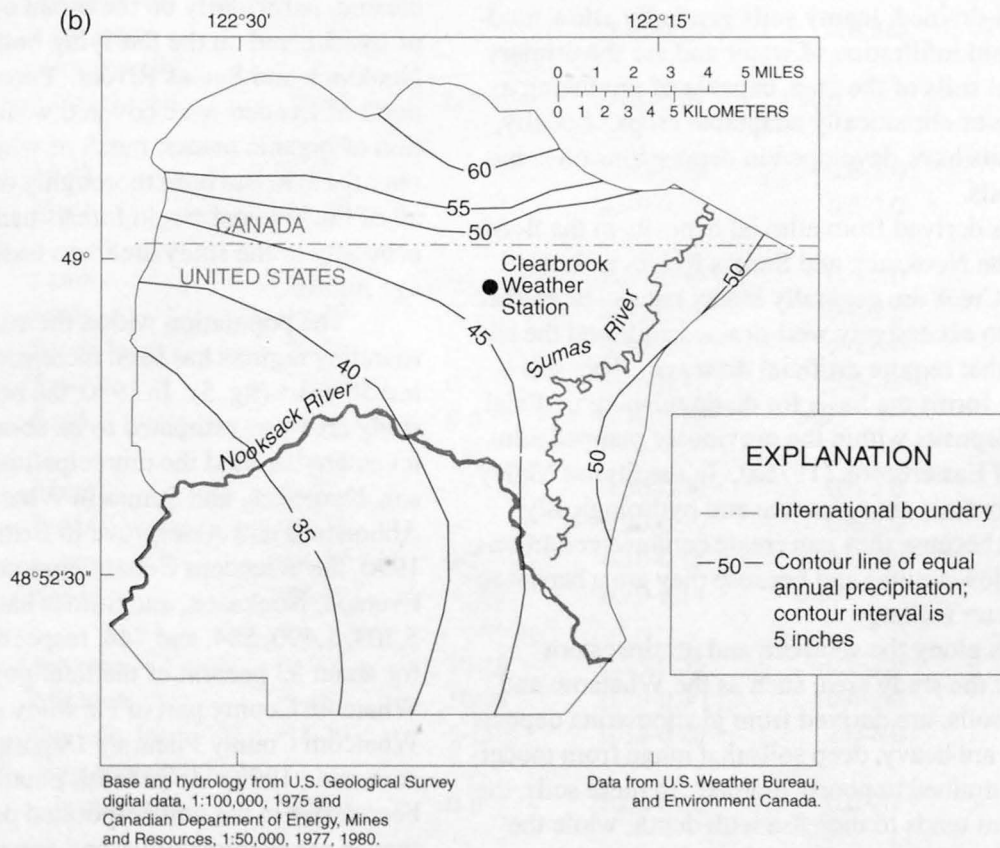 (b)
122°30'
122°15'
0 1 2 3 4 5 MILES
0 1 2 3 4 5 KILOMETERS
60
55
50
CANADA
49°
UNITED STATES
Clearbrook
Weather
Station
50
45
Sumas River
40
Nooksack River
50
35
EXPLANATION
International boundary
48°52'30"
50
Contour line of equal
annual precipitation;
contour interval is
5 inches
Base and hydrology from U.S. Geological Survey
digital data, 1:100,000, 1975 and
Canadian Department of Energy, Mines
and Resources, 1:50,000, 1977, 1980.
Data from U.S. Weather Bureau,
and Environment Canada.